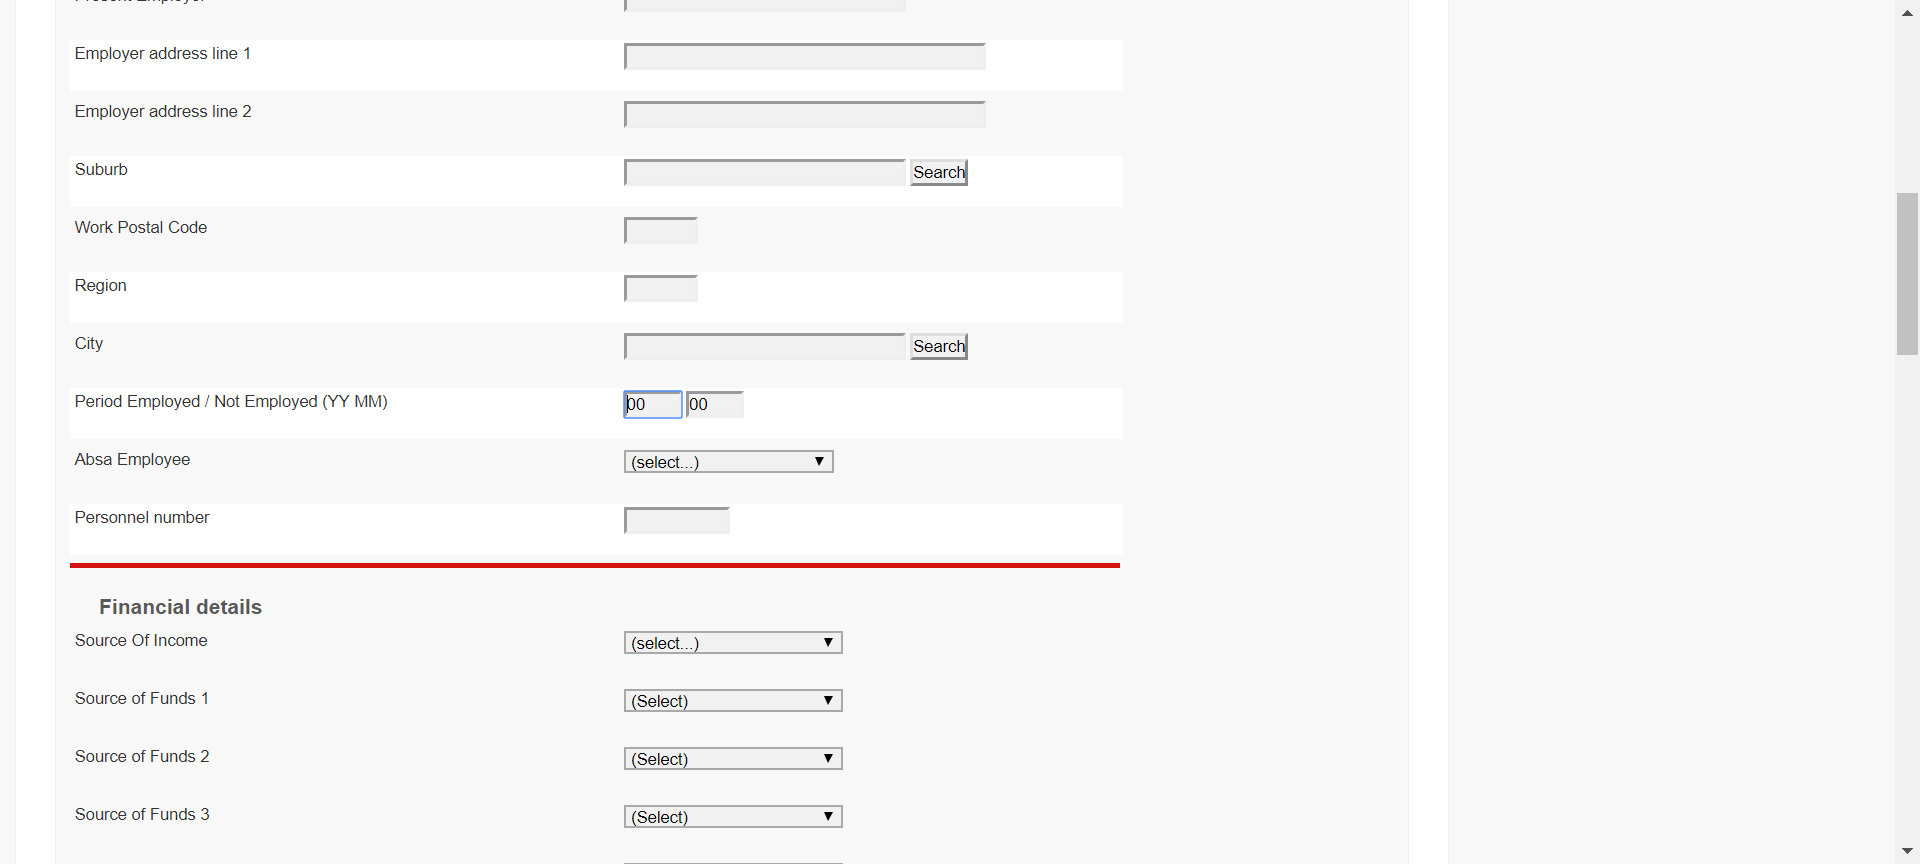 Present Employer
Employer address line 1
Employer address line 2
Suburb Search
Work Postal Code
Region
City Search
Period Employed / Not Employed (YY MM) 00 00
Absa Employee (select...)
Personnel number
Financial details
Source Of Income (select...)
Source of Funds 1 (Select)
Source of Funds 2 (Select)
Source of Funds 3 (Select)